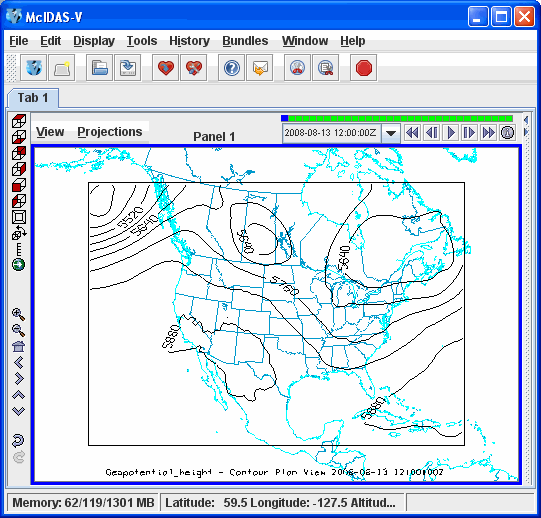 McIDAS-V
File Edit Display Tools History Bundles Window Help
Tab 1
View Projections Panel 1 2008-08-13 12:00:00Z
5520
5640
5640
5760
5880
5880
Geopotential_height - Contour Plan View 2008-08-13 12:00:00Z
Memory: 62/119/1301 MB Latitude: 59.5 Longitude: -127.5 Altitud...